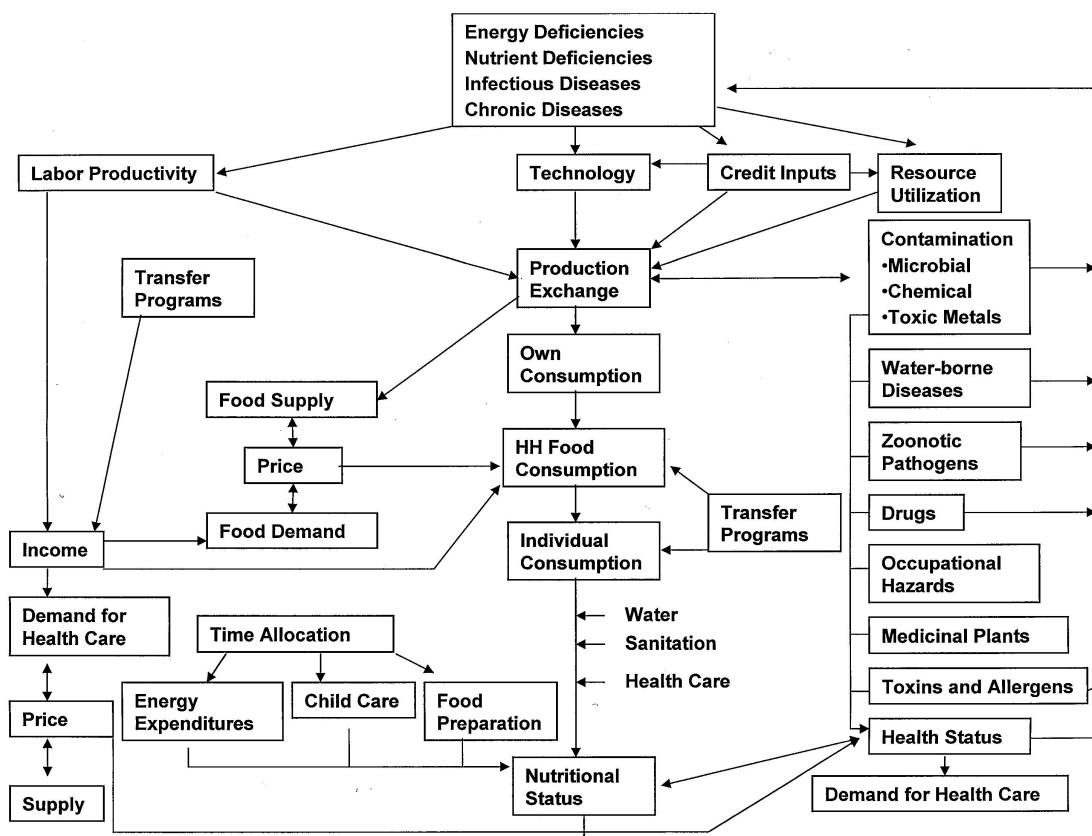 Energy Deficiencies
Nutrient Deficiencies
Infectious Diseases
Chronic Diseases
Labor Productivity
Technology
Credit Inputs
Resource
Utilization
Transfer
Programs
Production
Exchange
Contamination
•Microbial
•Chemical
•Toxic Metals
Own
Consumption
Water-borne
Diseases
Food Supply
Price
HH Food
Consumption
Zoonotic
Pathogens
Food Demand
Income
Individual
Consumption
Transfer
Programs
Drugs
Occupational
Hazards
Demand for
Health Care
Time Allocation
Water
Sanitation
Health Care
Medicinal Plants
Energy
Expenditures
Child Care
Food
Preparation
Toxins and Allergens
Price
Health Status
Supply
Nutritional
Status
Demand for Health Care